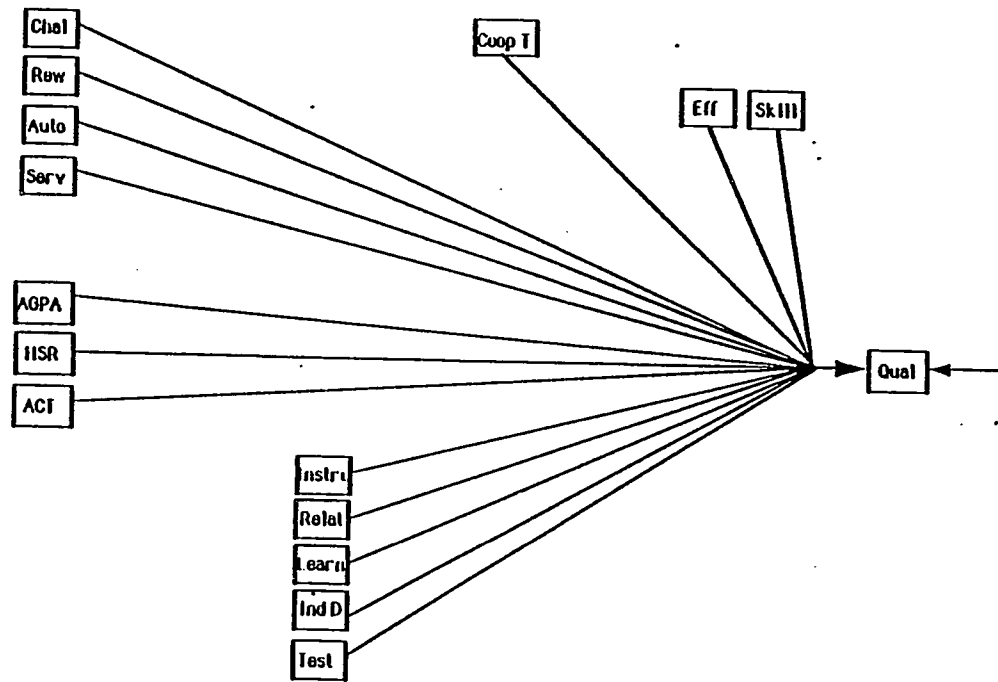 Chal
Rew
Auto
Serv
Coop T
Eff
Skill
AGPA
HSR
ACT
Qual
Instru
Relat
Learn
Ind D
Test